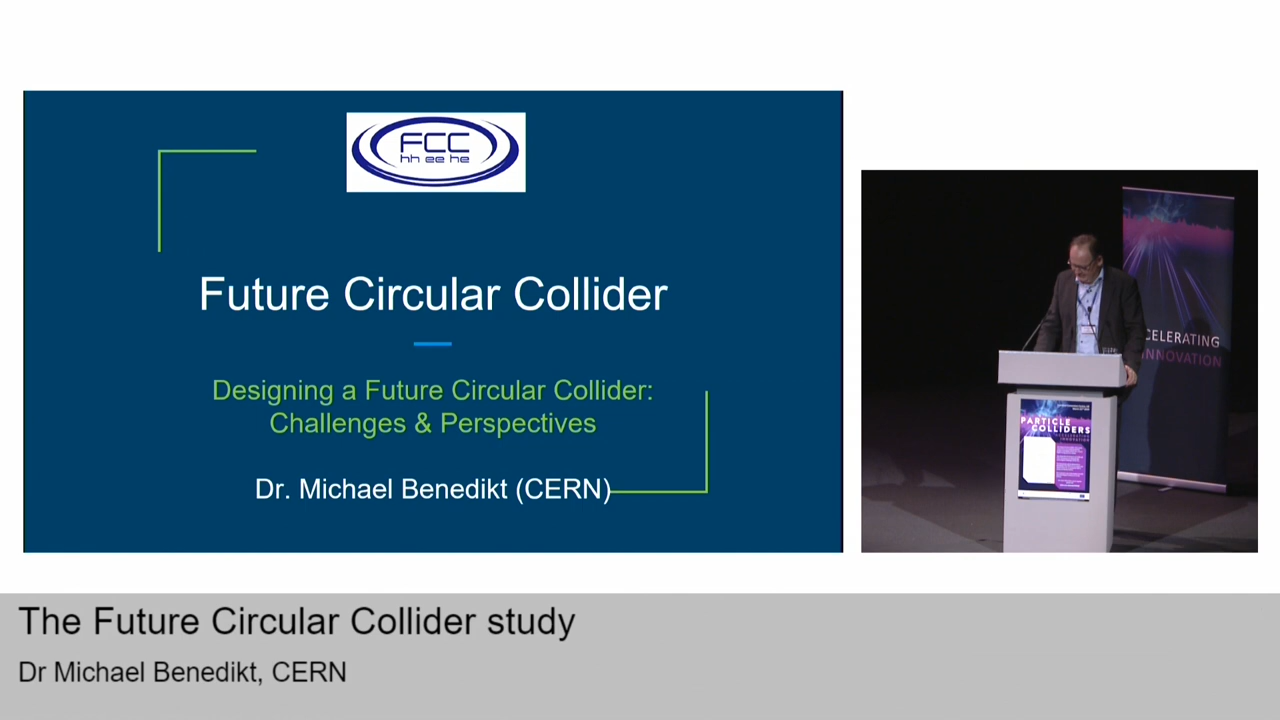 FCC
hh ee he
Future Circular Collider
Designing a Future Circular Collider:
Challenges & Perspectives
Dr. Michael Benedikt (CERN)
CELERATING
INNOVATION
PARTICLE
COLLIDERS
INNOVATION
The Future Circular Collider study
Dr Michael Benedikt, CERN